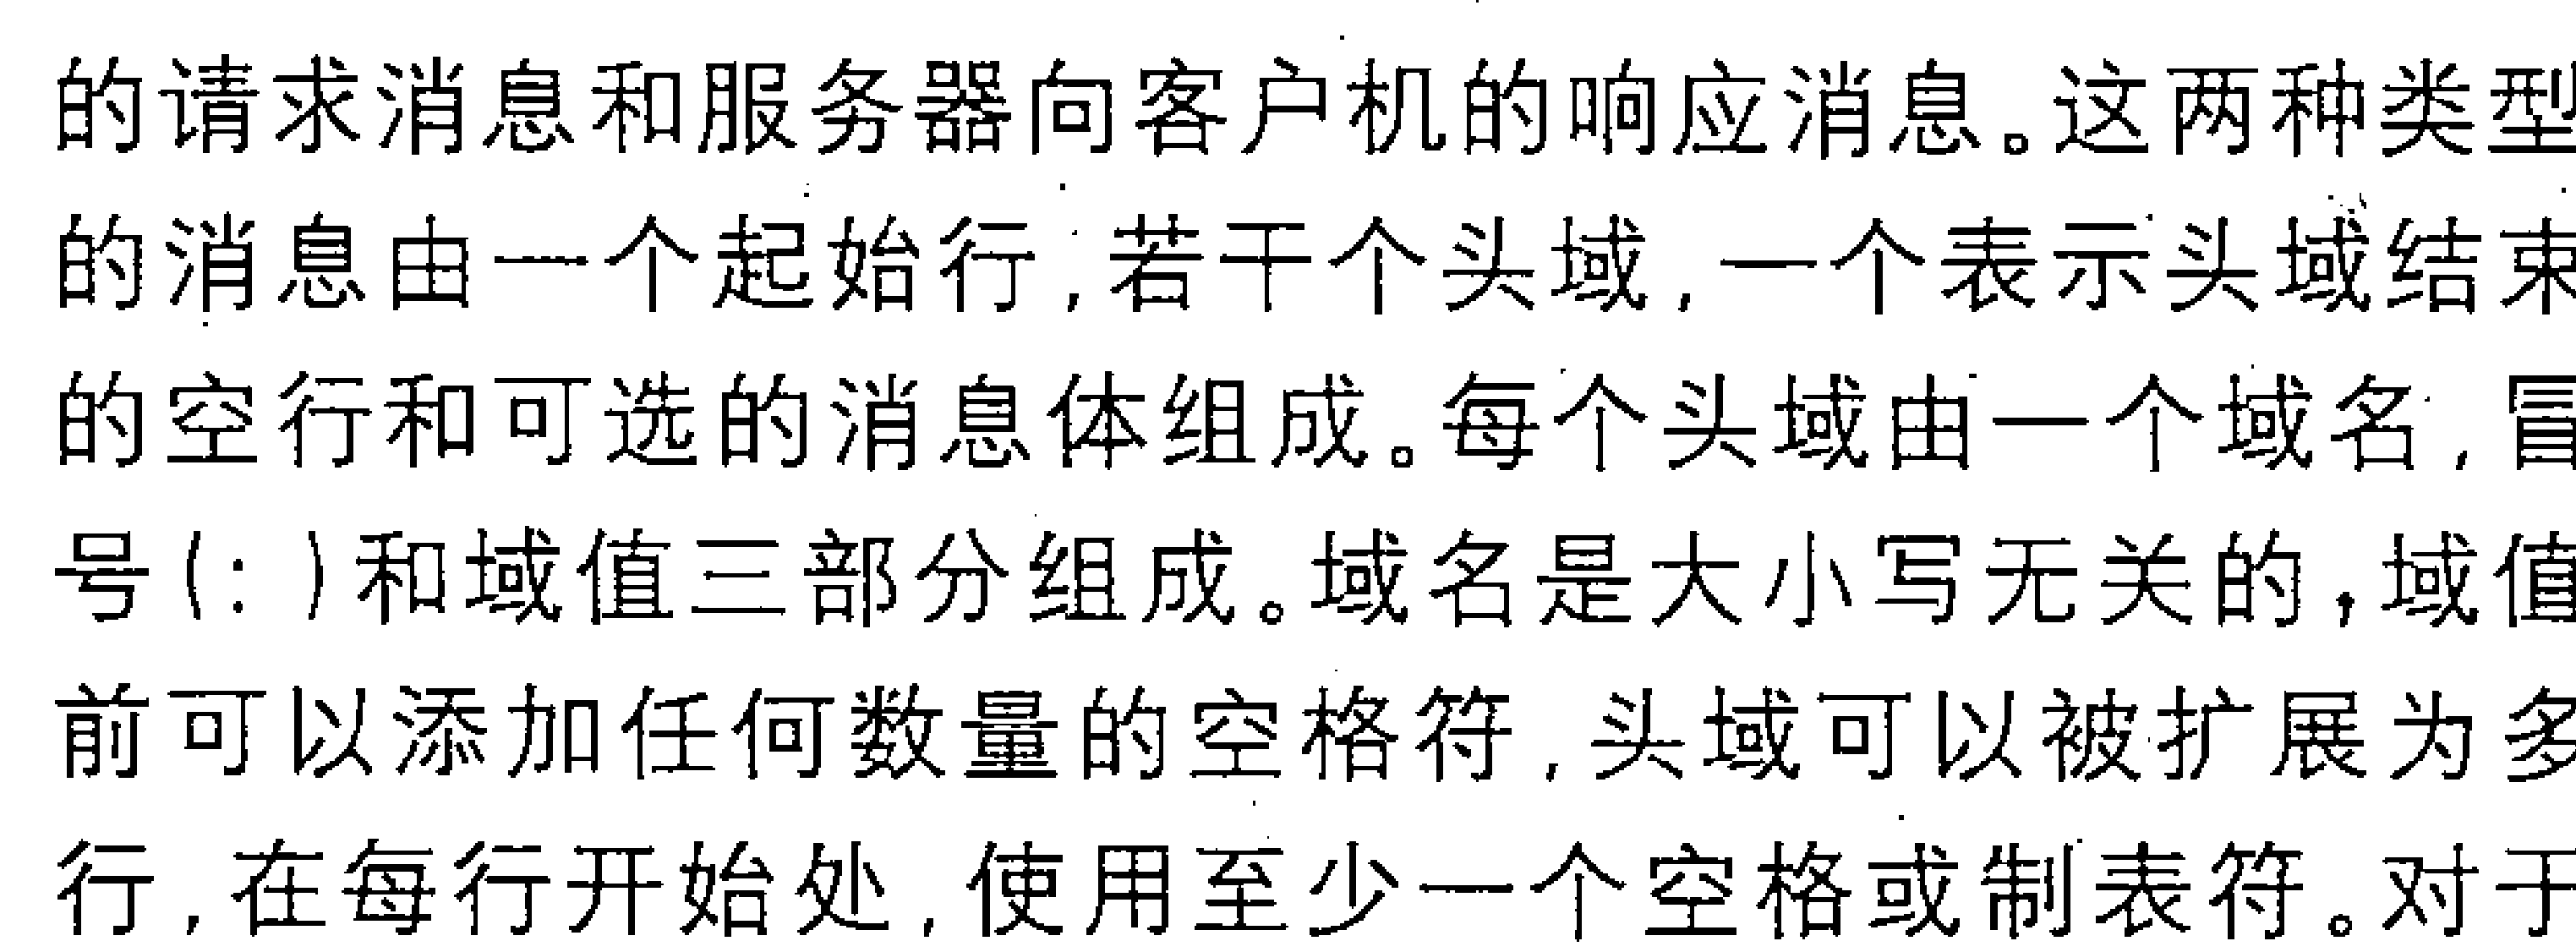 的请求消息和服务器向客户机的响应消息。这两种类型
的消息由一个起始行,若干个头域,一个表示头域结束
的空行和可选的消息体组成。每个头域由一个域名,冒
号(: )和域值三部分组成。域名是大小写无关的,域值
前可以添加任何数量的空格符,头域可以被扩展为多
行,在每行开始处,使用至少一个空格或制表符。对于